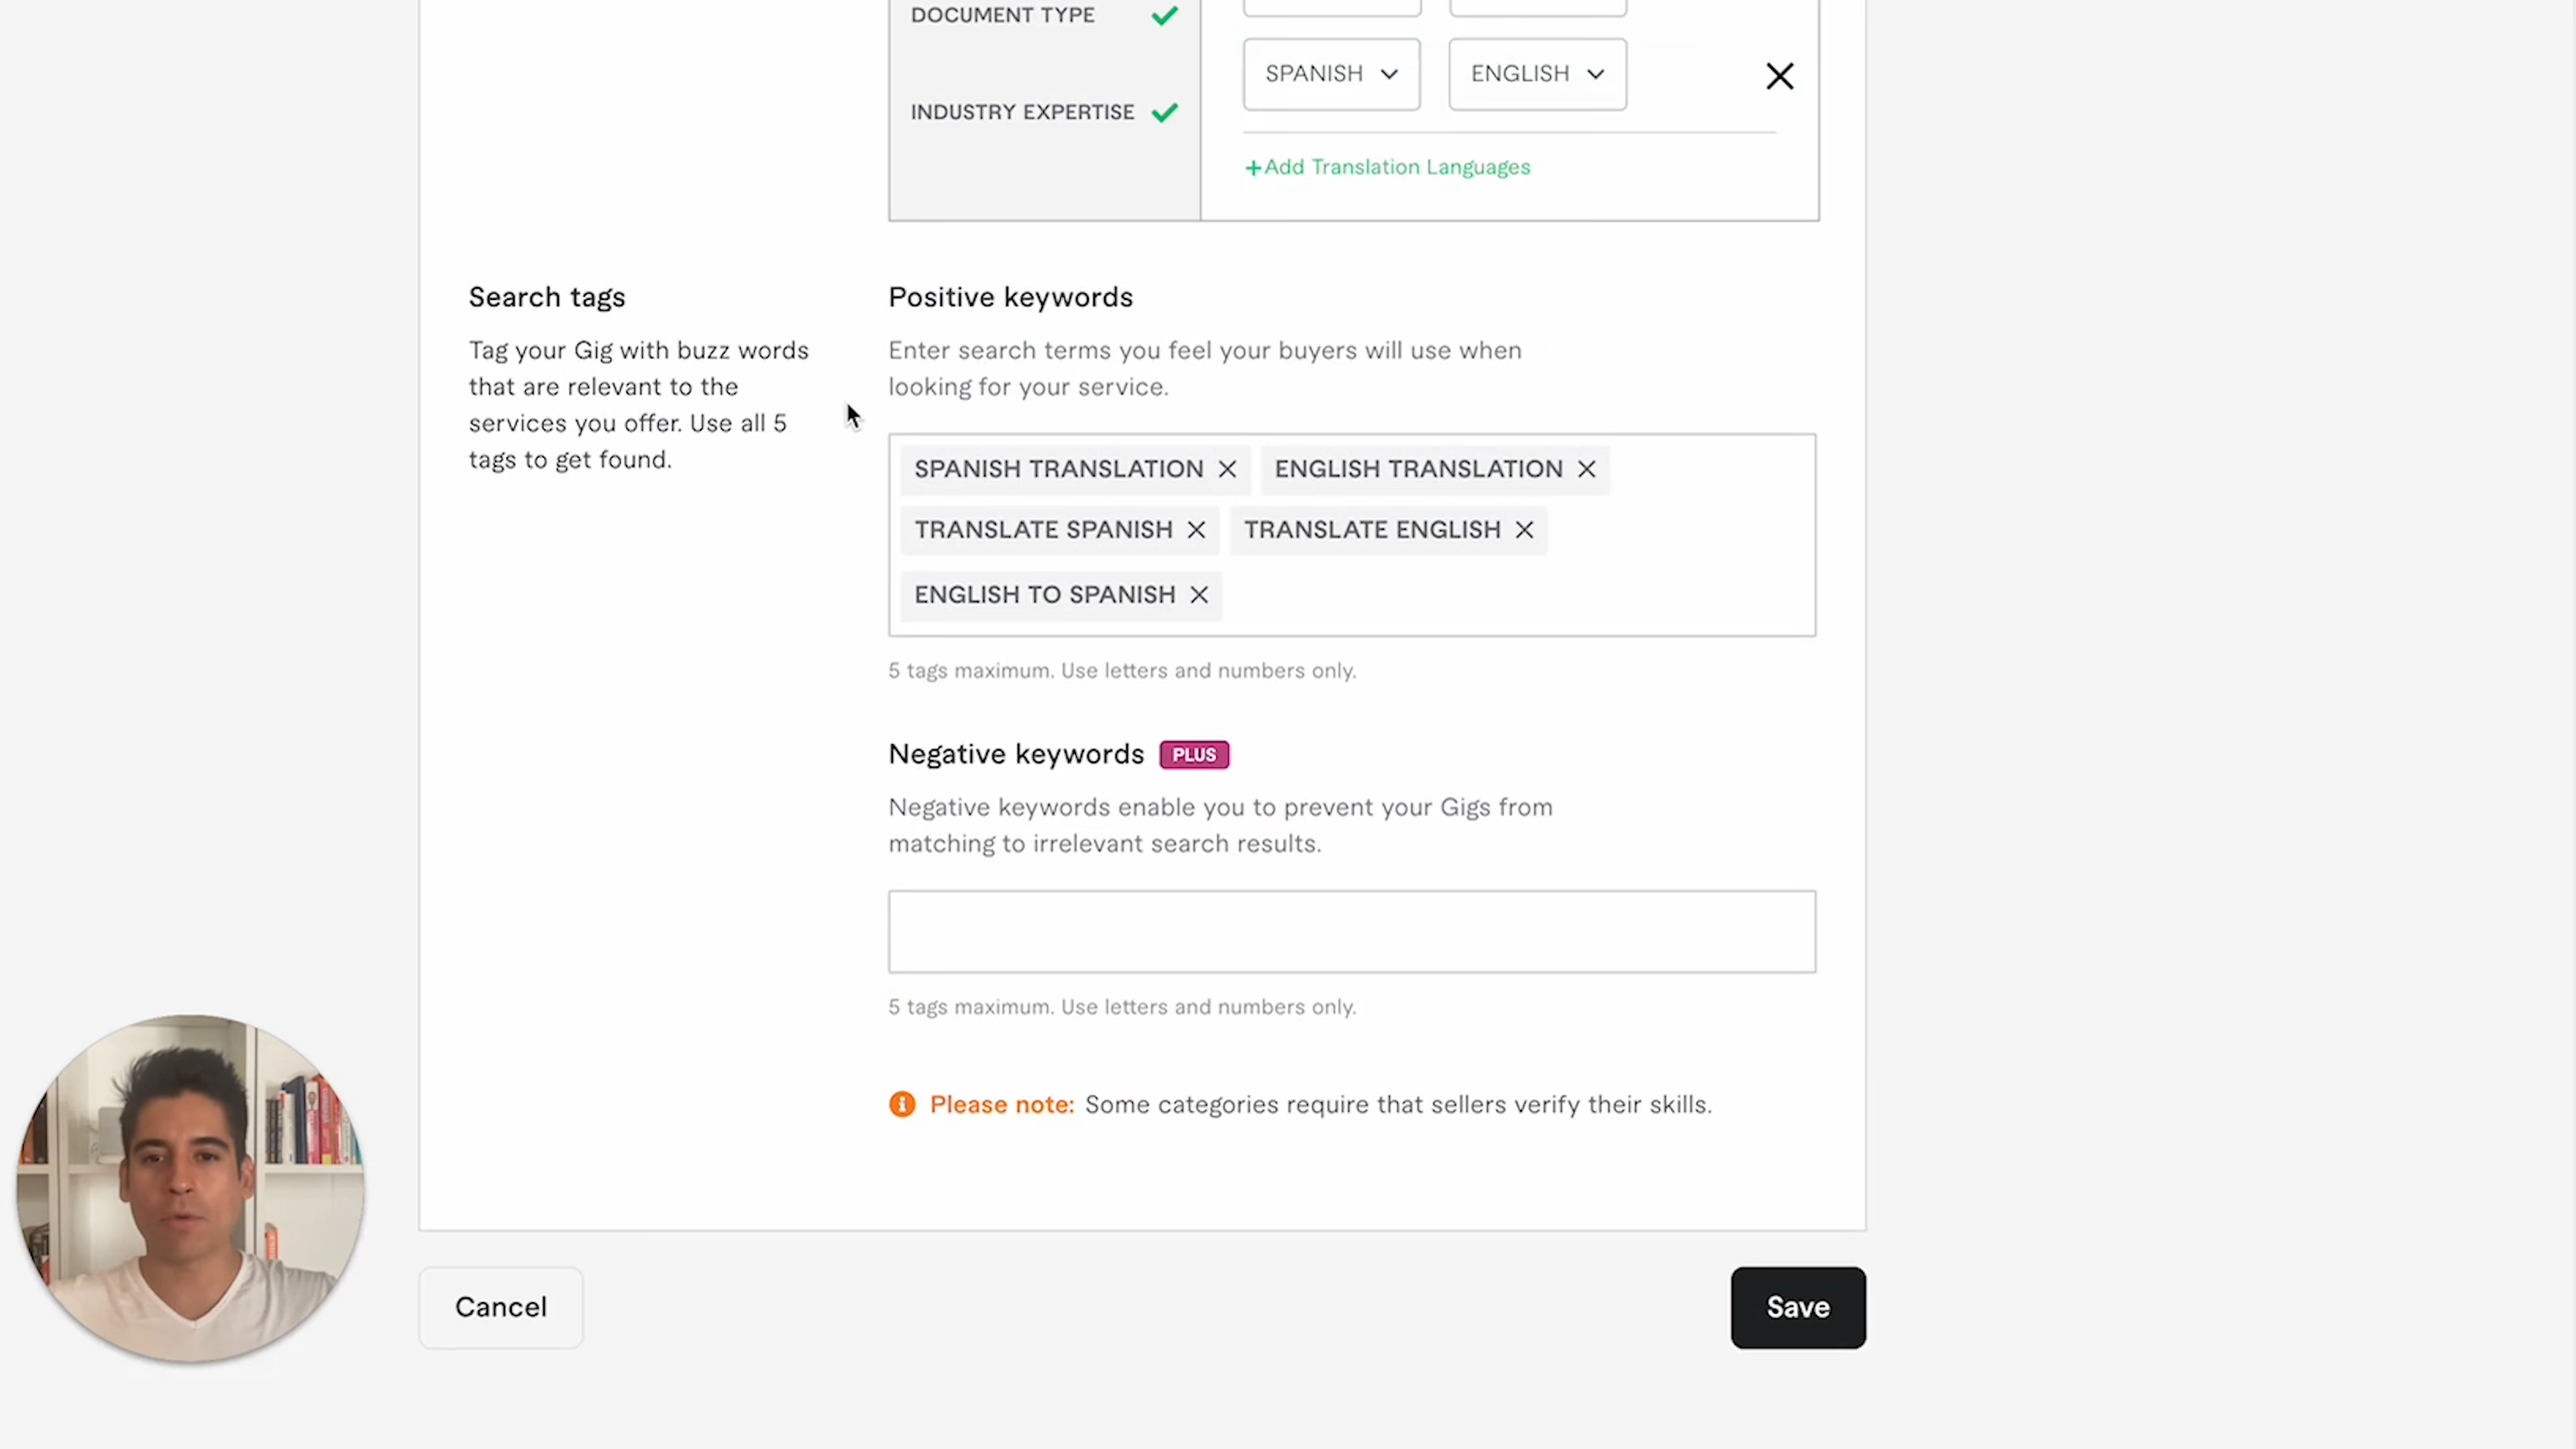 DOCUMENT TYPE
SPANISH
ENGLISH
INDUSTRY EXPERTISE
+Add Translation Languages
Search tags
Tag your Gig with buzz words
that are relevant to the
services you offer. Use all 5
tags to get found.
Positive keywords
Enter search terms you feel your buyers will use when
looking for your service.
SPANISH TRANSLATION
ENGLISH TRANSLATION
TRANSLATE SPANISH
TRANSLATE ENGLISH
ENGLISH TO SPANISH
5 tags maximum. Use letters and numbers only.
Negative keywords PLUS
Negative keywords enable you to prevent your Gigs from
matching to irrelevant search results.
5 tags maximum. Use letters and numbers only.
Please note: Some categories require that sellers verify their skills.
Cancel
Save